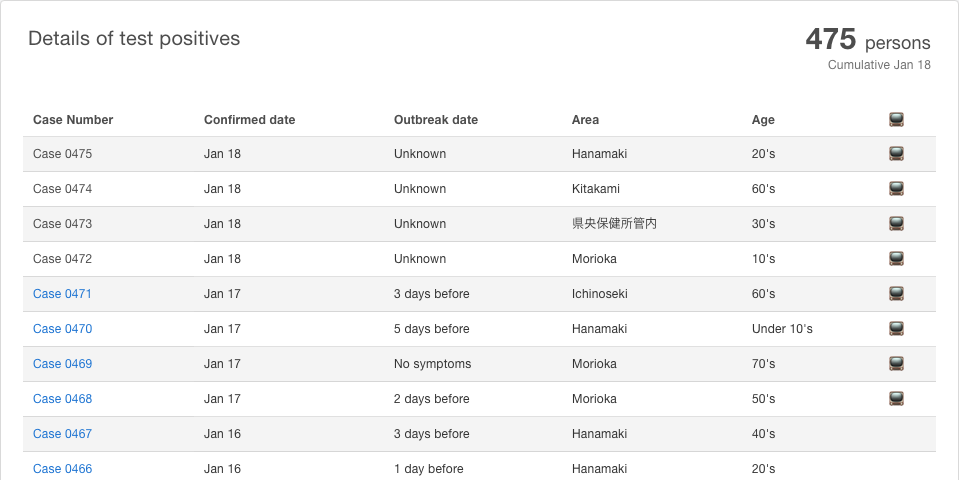 Details of test positives
475 persons
Cumulative Jan 18
Case Number Confirmed date Outbreak date Area Age
Case 0475 Jan 18 Unknown Hanamaki 20's
Case 0474 Jan 18 Unknown Kitakami 60's
Case 0473 Jan 18 Unknown 県央保健所管内 30's
Case 0472 Jan 18 Unknown Morioka 10's
Case 0471 Jan 17 3 days before Ichinoseki 60's
Case 0470 Jan 17 5 days before Hanamaki Under 10's
Case 0469 Jan 17 No symptoms Morioka 70's
Case 0468 Jan 17 2 days before Morioka 50's
Case 0467 Jan 16 3 days before Hanamaki 40's
Case 0466 Jan 16 1 day before Hanamaki 20's